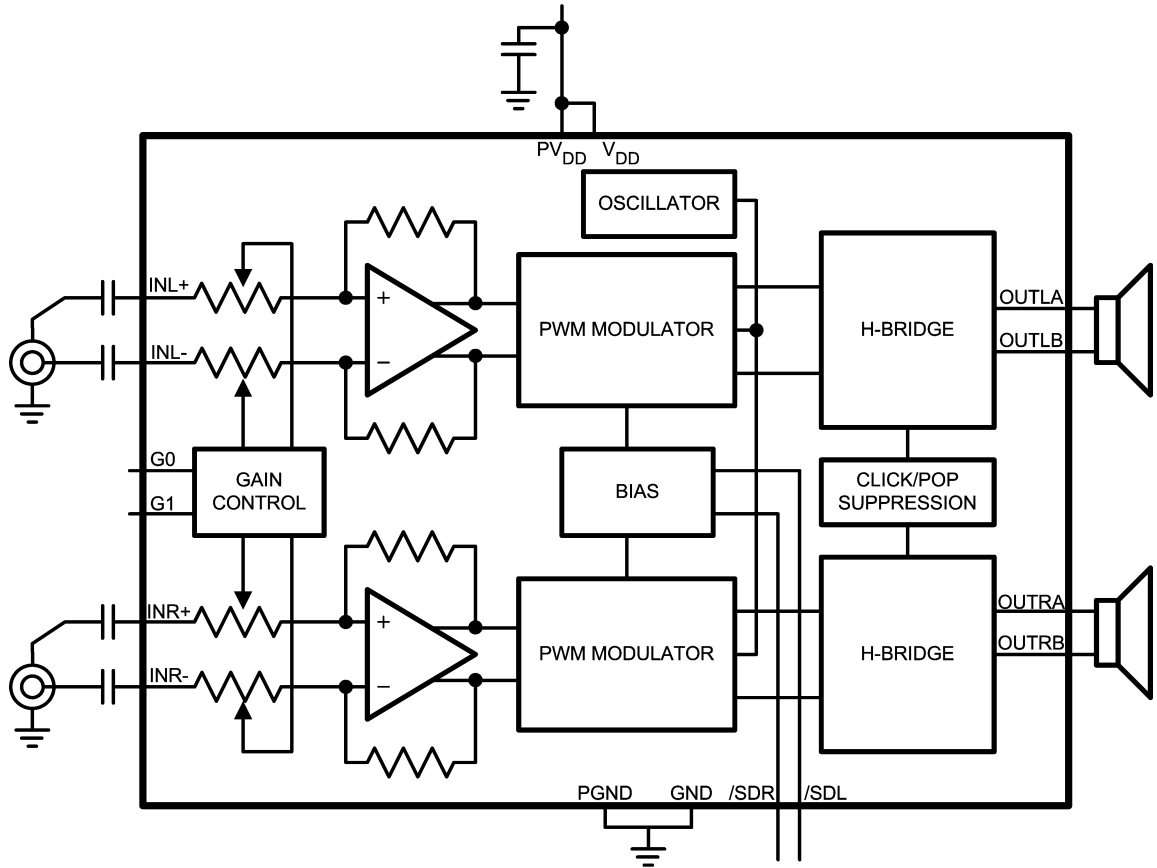 PVDD VDD
OSCILLATOR
INL+
+
PWM MODULATOR
H-BRIDGE
OUTLA
OUTLB
INL-
−
G0
G1
GAIN
CONTROL
BIAS
CLICK/POP
SUPPRESSION
INR+
+
PWM MODULATOR
H-BRIDGE
OUTRA
OUTRB
INR-
−
PGND GND /SDR /SDL